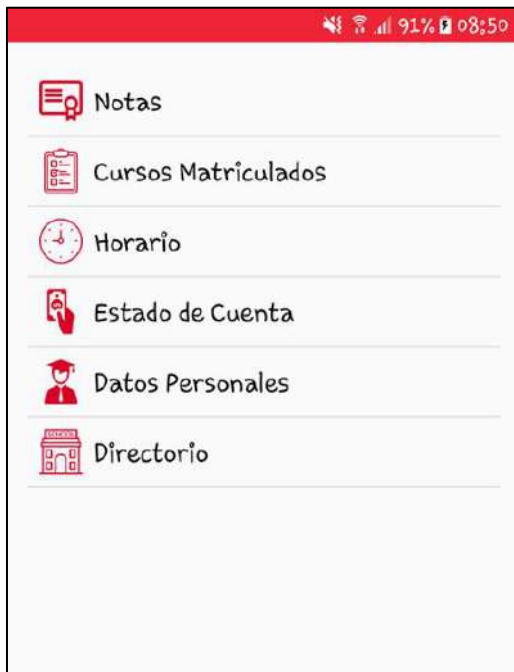 91% 08:50
Notas
Cursos Matriculados
Horario
Estado de Cuenta
Datos Personales
Directorio